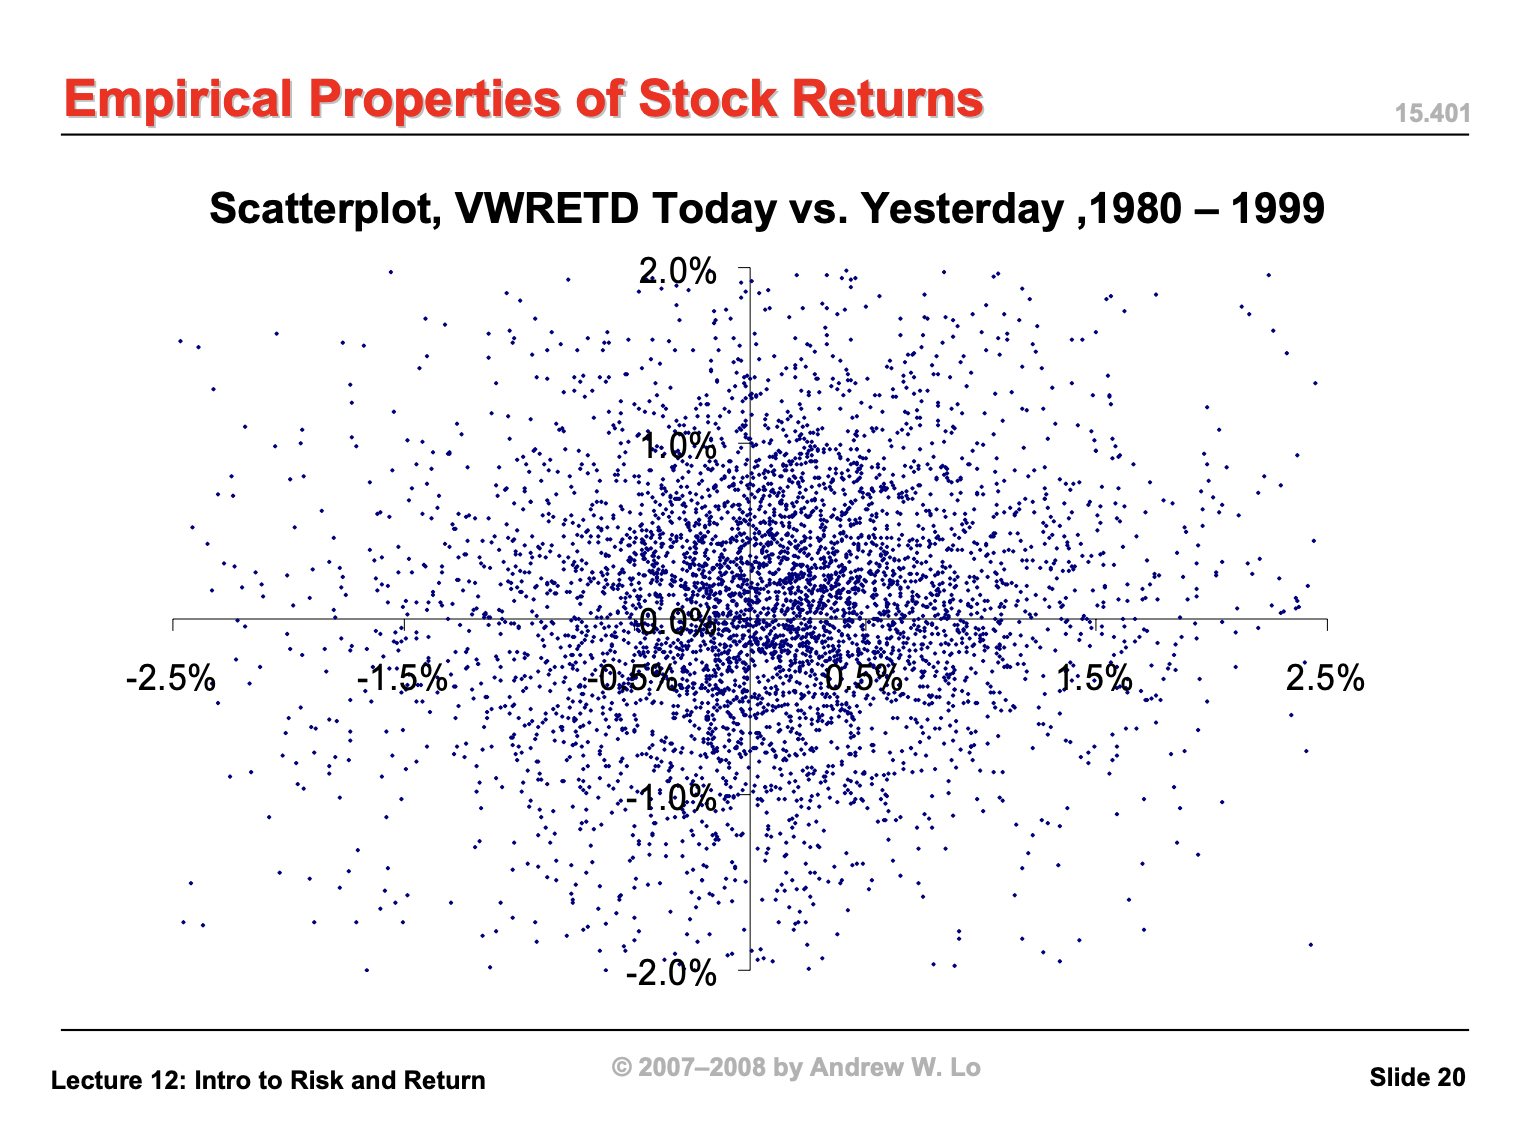 Empirical Properties of Stock Returns
15.401
Scatterplot, VWRETD Today vs. Yesterday ,1980 – 1999
2.0%
1.0%
0.0%
-2.5% -1.5% -0.5% 0.5% 1.5% 2.5%
-1.0%
-2.0%
Lecture 12: Intro to Risk and Return
© 2007–2008 by Andrew W. Lo
Slide 20